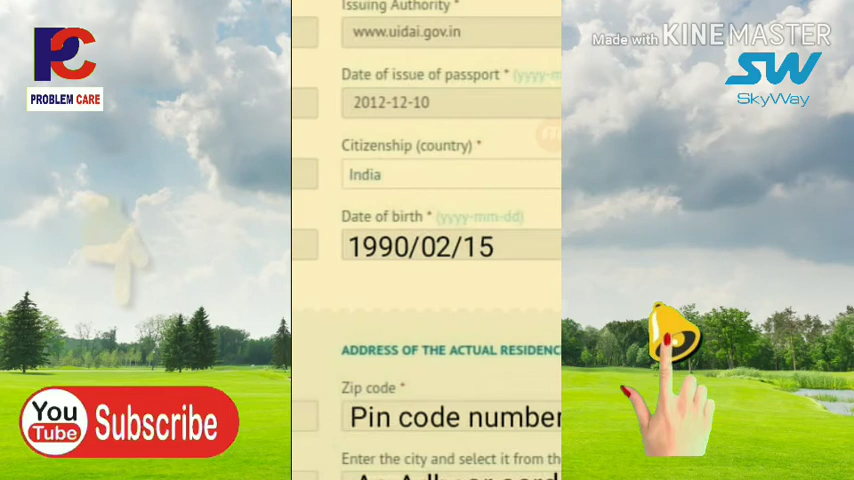 Issuing Authority *
www.uidai.gov.in
Made with KINEMASTER
PC
PROBLEM CARE
SW
SkyWay
Date of issue of passport * (yyyy-m
2012-12-10
Citizenship (country) *
India
Date of birth * (yyyy-mm-dd)
1990/02/15
ADDRESS OF THE ACTUAL RESIDENC
Zip code *
Pin code number
Enter the city and select it from th
You
Tube
Subscribe